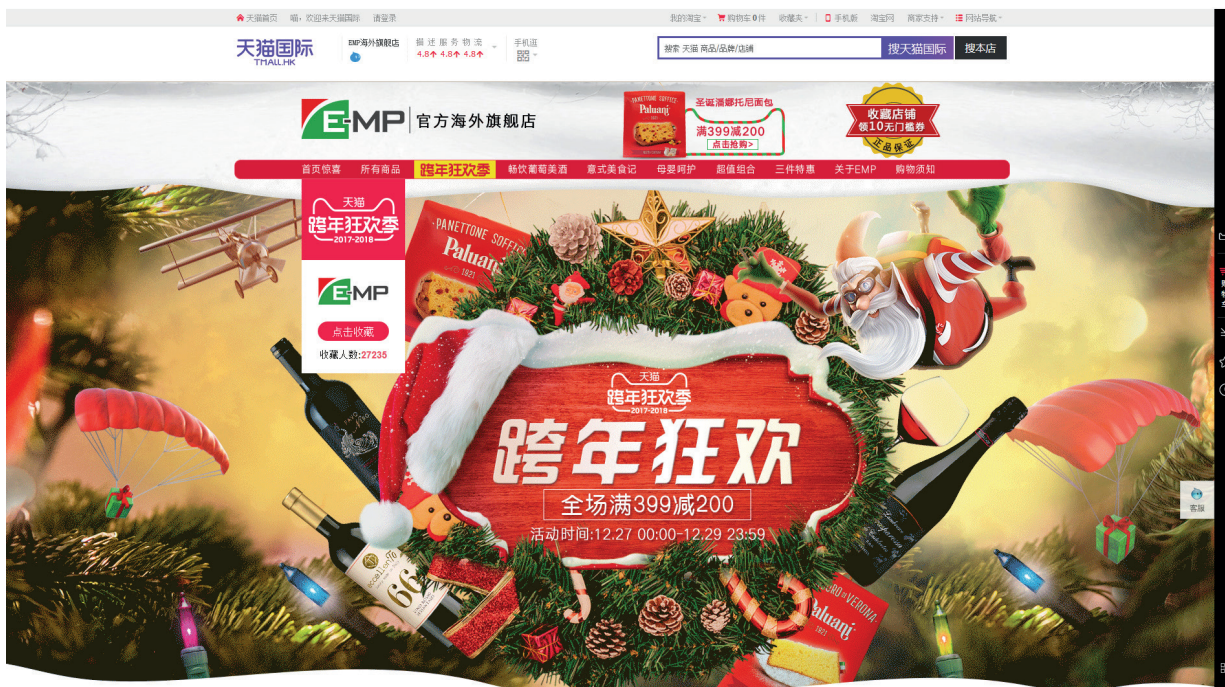 天猫首页 喵，欢迎来天猫国际 请登录
我的淘宝 购物车0件 收藏夹 手机版 淘宝网 商家支持 网站导航
天猫国际
TMALL.HK
EMP海外旗舰店
描 述 服 务 物 流
4.8 4.8 4.8
手机逛
搜索 天猫 商品/品牌/店铺
搜天猫国际
搜本店
E-MP 官方海外旗舰店
PANETTONE SOFFICE
Paluani
圣诞潘娜托尼面包
满399减200
点击抢购>
收藏店铺
领10元门槛券
正品保证
首页惊喜 所有商品 跨年狂欢季 畅饮葡萄美酒 意式美食记 母婴呵护 超值组合 三件特惠 关于EMP 购物须知
天猫
跨年狂欢季
2017-2018
E-MP
点击收藏
收藏人数:27235
PANETTONE SOFFICE
Paluani
1921
天猫
跨年狂欢季
2017-2018
跨年狂欢
全场满399减200
活动时间:12.27 00:00-12.29 23:59
66
ORO DI VERONA
Paluani
1921
客服